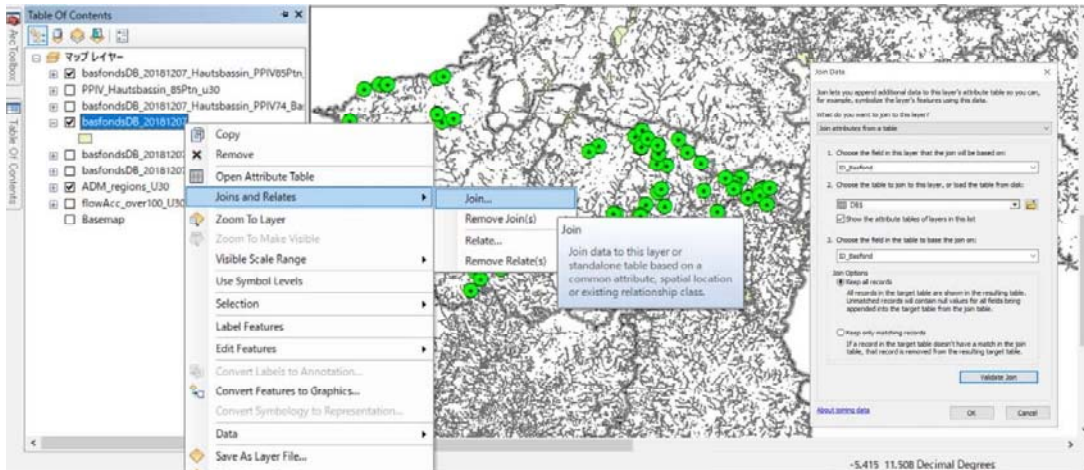 Table Of Contents
Arc Toolbox
Table Of Contents
マップ レイヤー
basfondsDB_20181207_Hautsbassin_PPIV85Ptn_
PPIV_Hautsbassin_85Ptn_u30
basfondsDB_20181207_Hautsbassin_PPIV74_Ba
basfondsDB_20181207
basfondsDB_2018120
basfondsDB_2018120
ADM_regions_U30
flowAcc_over100_U30
Basemap
Copy
Remove
Open Attribute Table
Joins and Relates
Zoom To Layer
Zoom To Make Visible
Visible Scale Range
Use Symbol Levels
Selection
Label Features
Edit Features
Convert Labels to Annotation...
Convert Features to Graphics...
Convert Symbology to Representation...
Data
Save As Layer File...
Join...
Remove Join(s)
Relate...
Remove Relate(s)
Join
Join data to this layer or
standalone table based on a
common attribute, spatial location
or existing relationship class.
Join Data
Join lets you append additional data to this layer's attribute table so you can,
for example, symbolize the layer's features using this data.
What do you want to join to this layer?
Join attributes from a table
1. Choose the field in this layer that the join will be based on:
ID_Basfond
2. Choose the table to join to this layer, or load the table from disk:
DB1
Show the attribute tables of layers in this list
3. Choose the field in the table to base the join on:
ID_Basfond
Join Options
Keep all records
All records in the target table are shown in the resulting table.
Unmatched records will contain null values for all fields being
appended into the target table from the join table.
Keep only matching records
If a record in the target table doesn't have a match in the join
table, that record is removed from the resulting target table.
Validate Join
About joining data
OK
Cancel
-5.415 11.508 Decimal Degrees